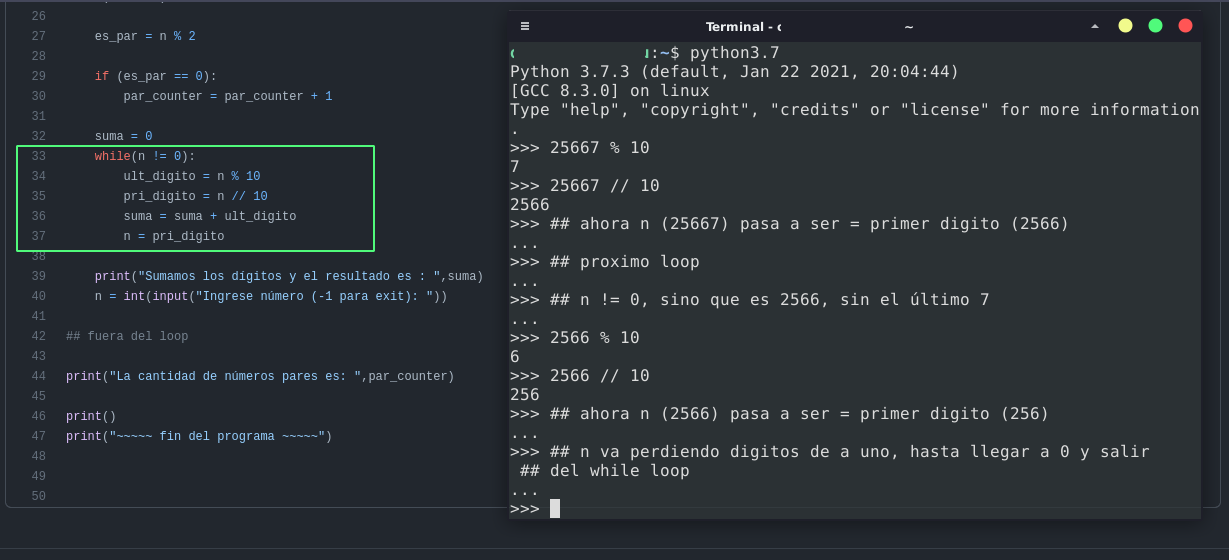 26
27 es_par = n % 2
28
29 if (es_par == 0):
30 par_counter = par_counter + 1
31
32 suma = 0
33 while(n != 0):
34 ult_digito = n % 10
35 pri_digito = n // 10
36 suma = suma + ult_digito
37 n = pri_digito
38
39 print("Sumamos los dígitos y el resultado es : ",suma)
40 n = int(input("Ingrese número (-1 para exit): "))
41
42 ## fuera del loop
43
44 print("La cantidad de números pares es: ",par_counter)
45
46 print()
47 print("~~~~~ fin del programa ~~~~~")
48
49
50
Terminal - ~
:~$ python3.7
Python 3.7.3 (default, Jan 22 2021, 20:04:44)
[GCC 8.3.0] on linux
Type "help", "copyright", "credits" or "license" for more information
.
>>> 25667 % 10
7
>>> 25667 // 10
2566
>>> ## ahora n (25667) pasa a ser = primer digito (2566)
...
>>> ## proximo loop
...
>>> ## n != 0, sino que es 2566, sin el último 7
...
>>> 2566 % 10
6
>>> 2566 // 10
256
>>> ## ahora n (2566) pasa a ser = primer digito (256)
...
>>> ## n va perdiendo digitos de a uno, hasta llegar a 0 y salir
## del while loop
...
>>>